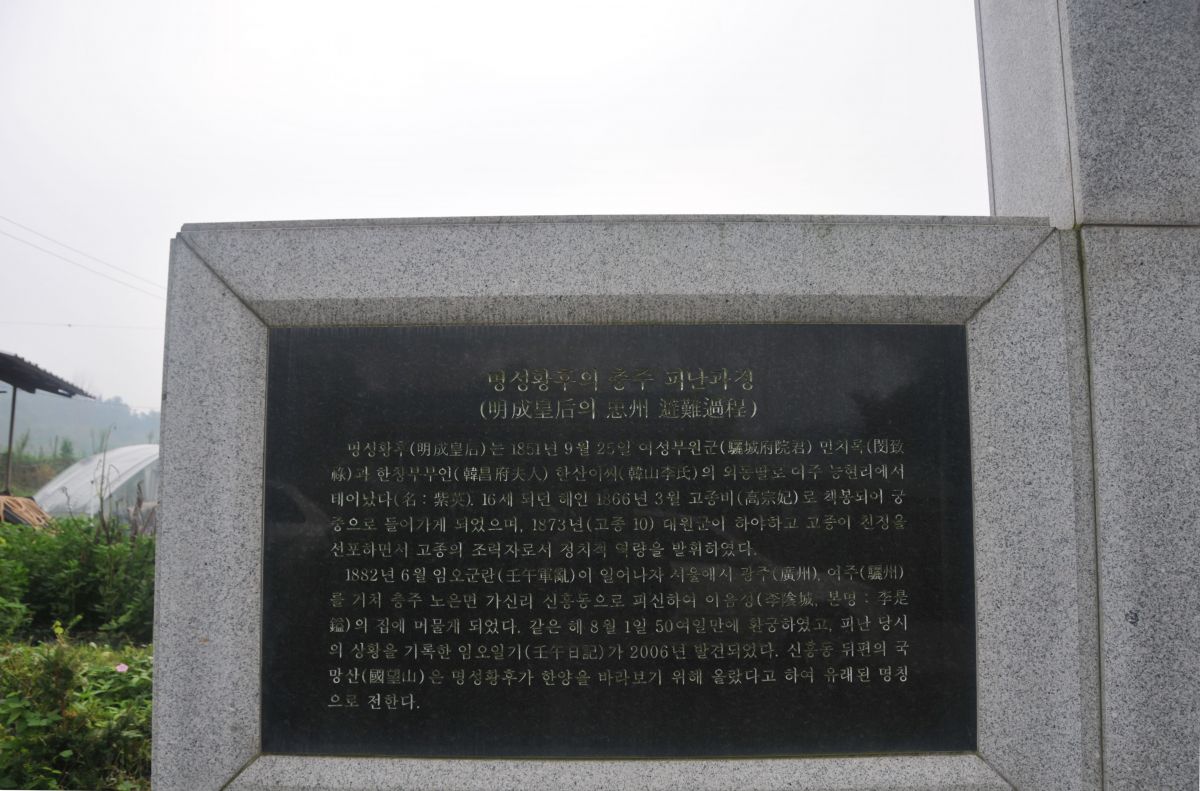 명성황후의 충주 피난과정
(明成皇后의 忠州 避難過程)
명성황후(明成皇后)는 1851년 9월 25일 여성부원군(驪城府院君) 민치록(閔致
祿)과 한창부부인(韓昌府夫人) 한산이씨(韓山李氏)의 외동딸로 여주 능현리에서
태어났다(名 : 紫英). 16세 되던 해인 1866년 3월 고종비(高宗妃)로 책봉되어 궁
중으로 들어가게 되었으며, 1873년(고종 10) 대원군이 하야하고 고종이 친정을
선포하면서 고종의 조력자로서 정치적 역량을 발휘하였다.
1882년 6월 임오군란(壬午軍亂)이 일어나자 서울에서 광주(廣州), 여주(驪州)
를 거쳐 충주 노은면 가신리 신흥동으로 피신하여 이음성(李陰城, 본명 : 李是
鎰)의 집에 머물게 되었다. 같은 해 8월 1일 50여일만에 환궁하였고, 피난 당시
의 상황을 기록한 임오일기(壬午日記)가 2006년 발견되었다. 신흥동 뒤편의 국
망산(國望山)은 명성황후가 한양을 바라보기 위해 올랐다고 하여 유래된 명칭
으로 전한다.